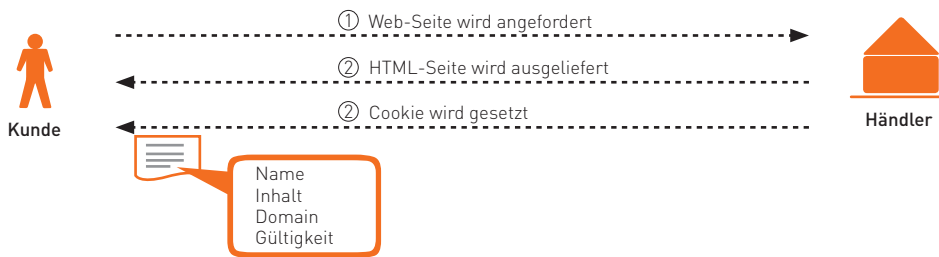 ① Web-Seite wird angefordert
② HTML-Seite wird ausgeliefert
② Cookie wird gesetzt
Kunde
Händler
Name
Inhalt
Domain
Gültigkeit